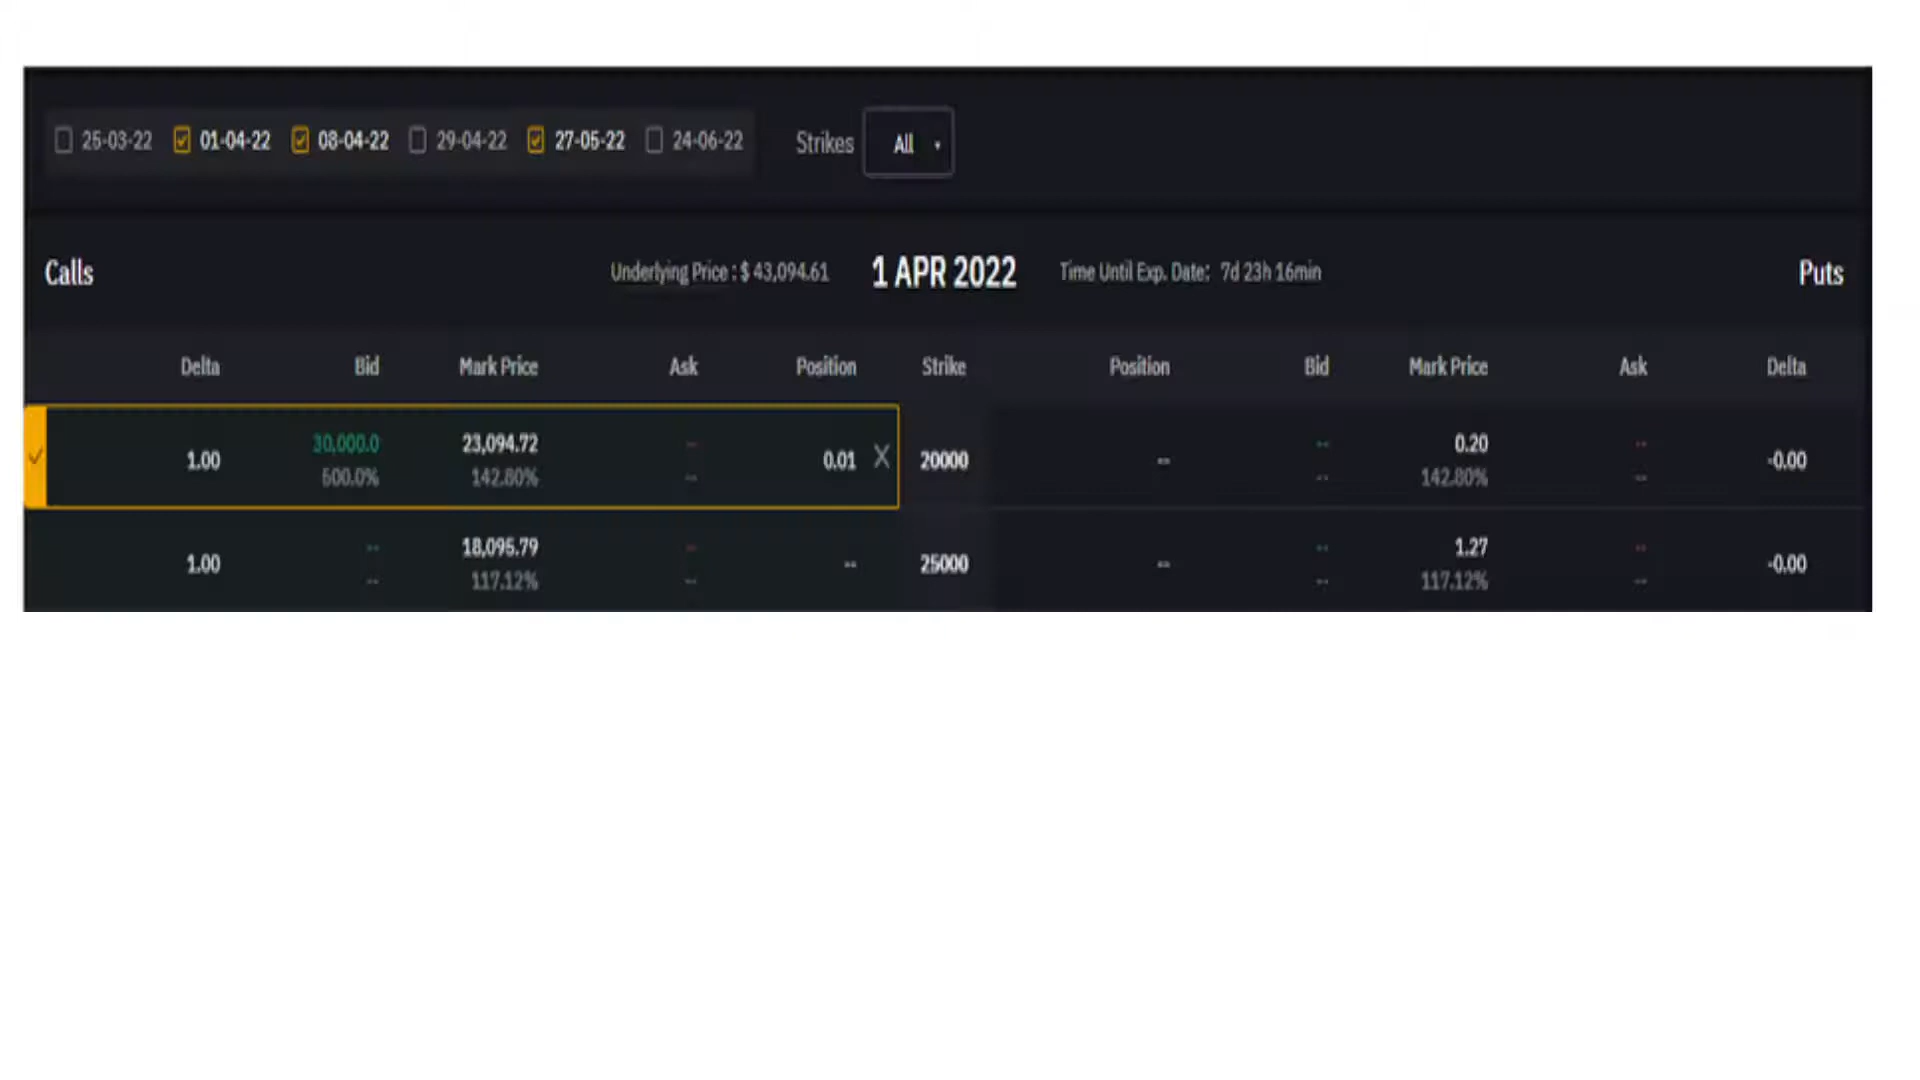 25-03-22 01-04-22 08-04-22 29-04-22 27-05-22 24-06-22 Strikes All
Calls Underlying Price : $ 43,094.61 1 APR 2022 Time Until Exp. Date: 7d 23h 16min Puts
Delta Bid Mark Price Ask Position Strike Position Bid Mark Price Ask Delta
30,000.0 23,094.72 -- -- 0.20 --
1.00 0.01 X 20000 -- -0.00
600.0% 142.80% -- -- 142.80% --
-- 18,095.79 -- -- 1.27 --
1.00 -- 25000 -- -0.00
-- 117.12% -- -- 117.12% --